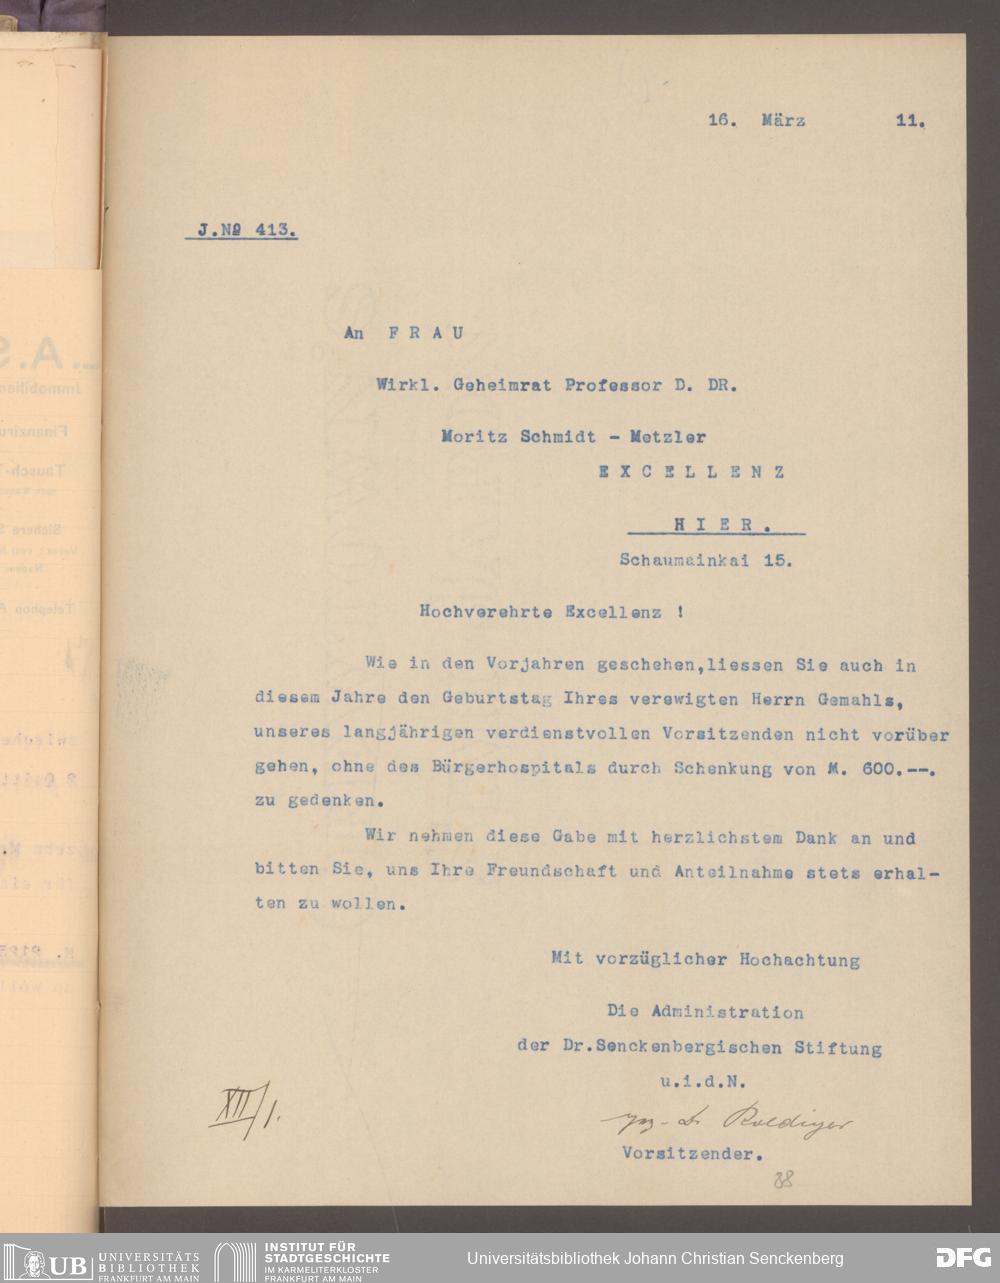 16. März 11.
J.No 413.
An F R A U
Wirkl. Geheimrat Professor D. DR.
Moritz Schmidt - Metzler
E X C E L L E N Z
H I E R .
Schaumainkai 15.
Hochverehrte Excellenz !
Wie in den Vorjahren geschehen,liessen Sie auch in
diesem Jahre den Geburtstag Ihres verewigten Herrn Gemahls,
unseres langjährigen verdienstvollen Vorsitzenden nicht vorüber
gehen, ohne des Bürgerhospitals durch Schenkung von M. 600.--.
zu gedenken.
Wir nehmen diese Gabe mit herzlichstem Dank an und
bitten Sie, uns Ihre Freundschaft und Anteilnahme stets erhal-
ten zu wollen.
Mit vorzüglicher Hochachtung
Die Administration
der Dr.Senckenbergischen Stiftung
u.i.d.N.
gez. Dr Roediger
Vorsitzender.
XII/1.
88
UB UNIVERSITÄTS
BIBLIOTHEK
FRANKFURT AM MAIN
INSTITUT FÜR
STADTGESCHICHTE
IM KARMELITERKLOSTER
FRANKFURT AM MAIN
Universitätsbibliothek Johann Christian Senckenberg
DFG